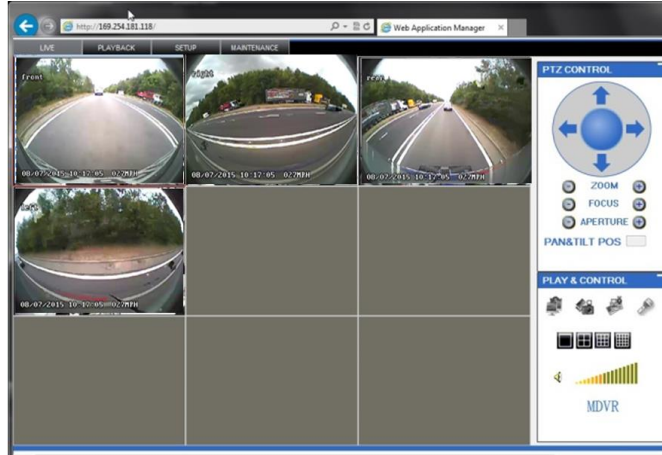 http://169.254.181.118/
Web Application Manager
LIVE
PLAYBACK
SETUP
MAINTENANCE
front
08/07/2015 10:17:05 027MPH
right
08/07/2015 10:17:05 027MPH
rear
08/07/2015 10:17:05 027MPH
left
08/07/2015 10:17:05 027MPH
PTZ CONTROL
ZOOM
FOCUS
APERTURE
PAN&TILT POS
PLAY & CONTROL
MDVR